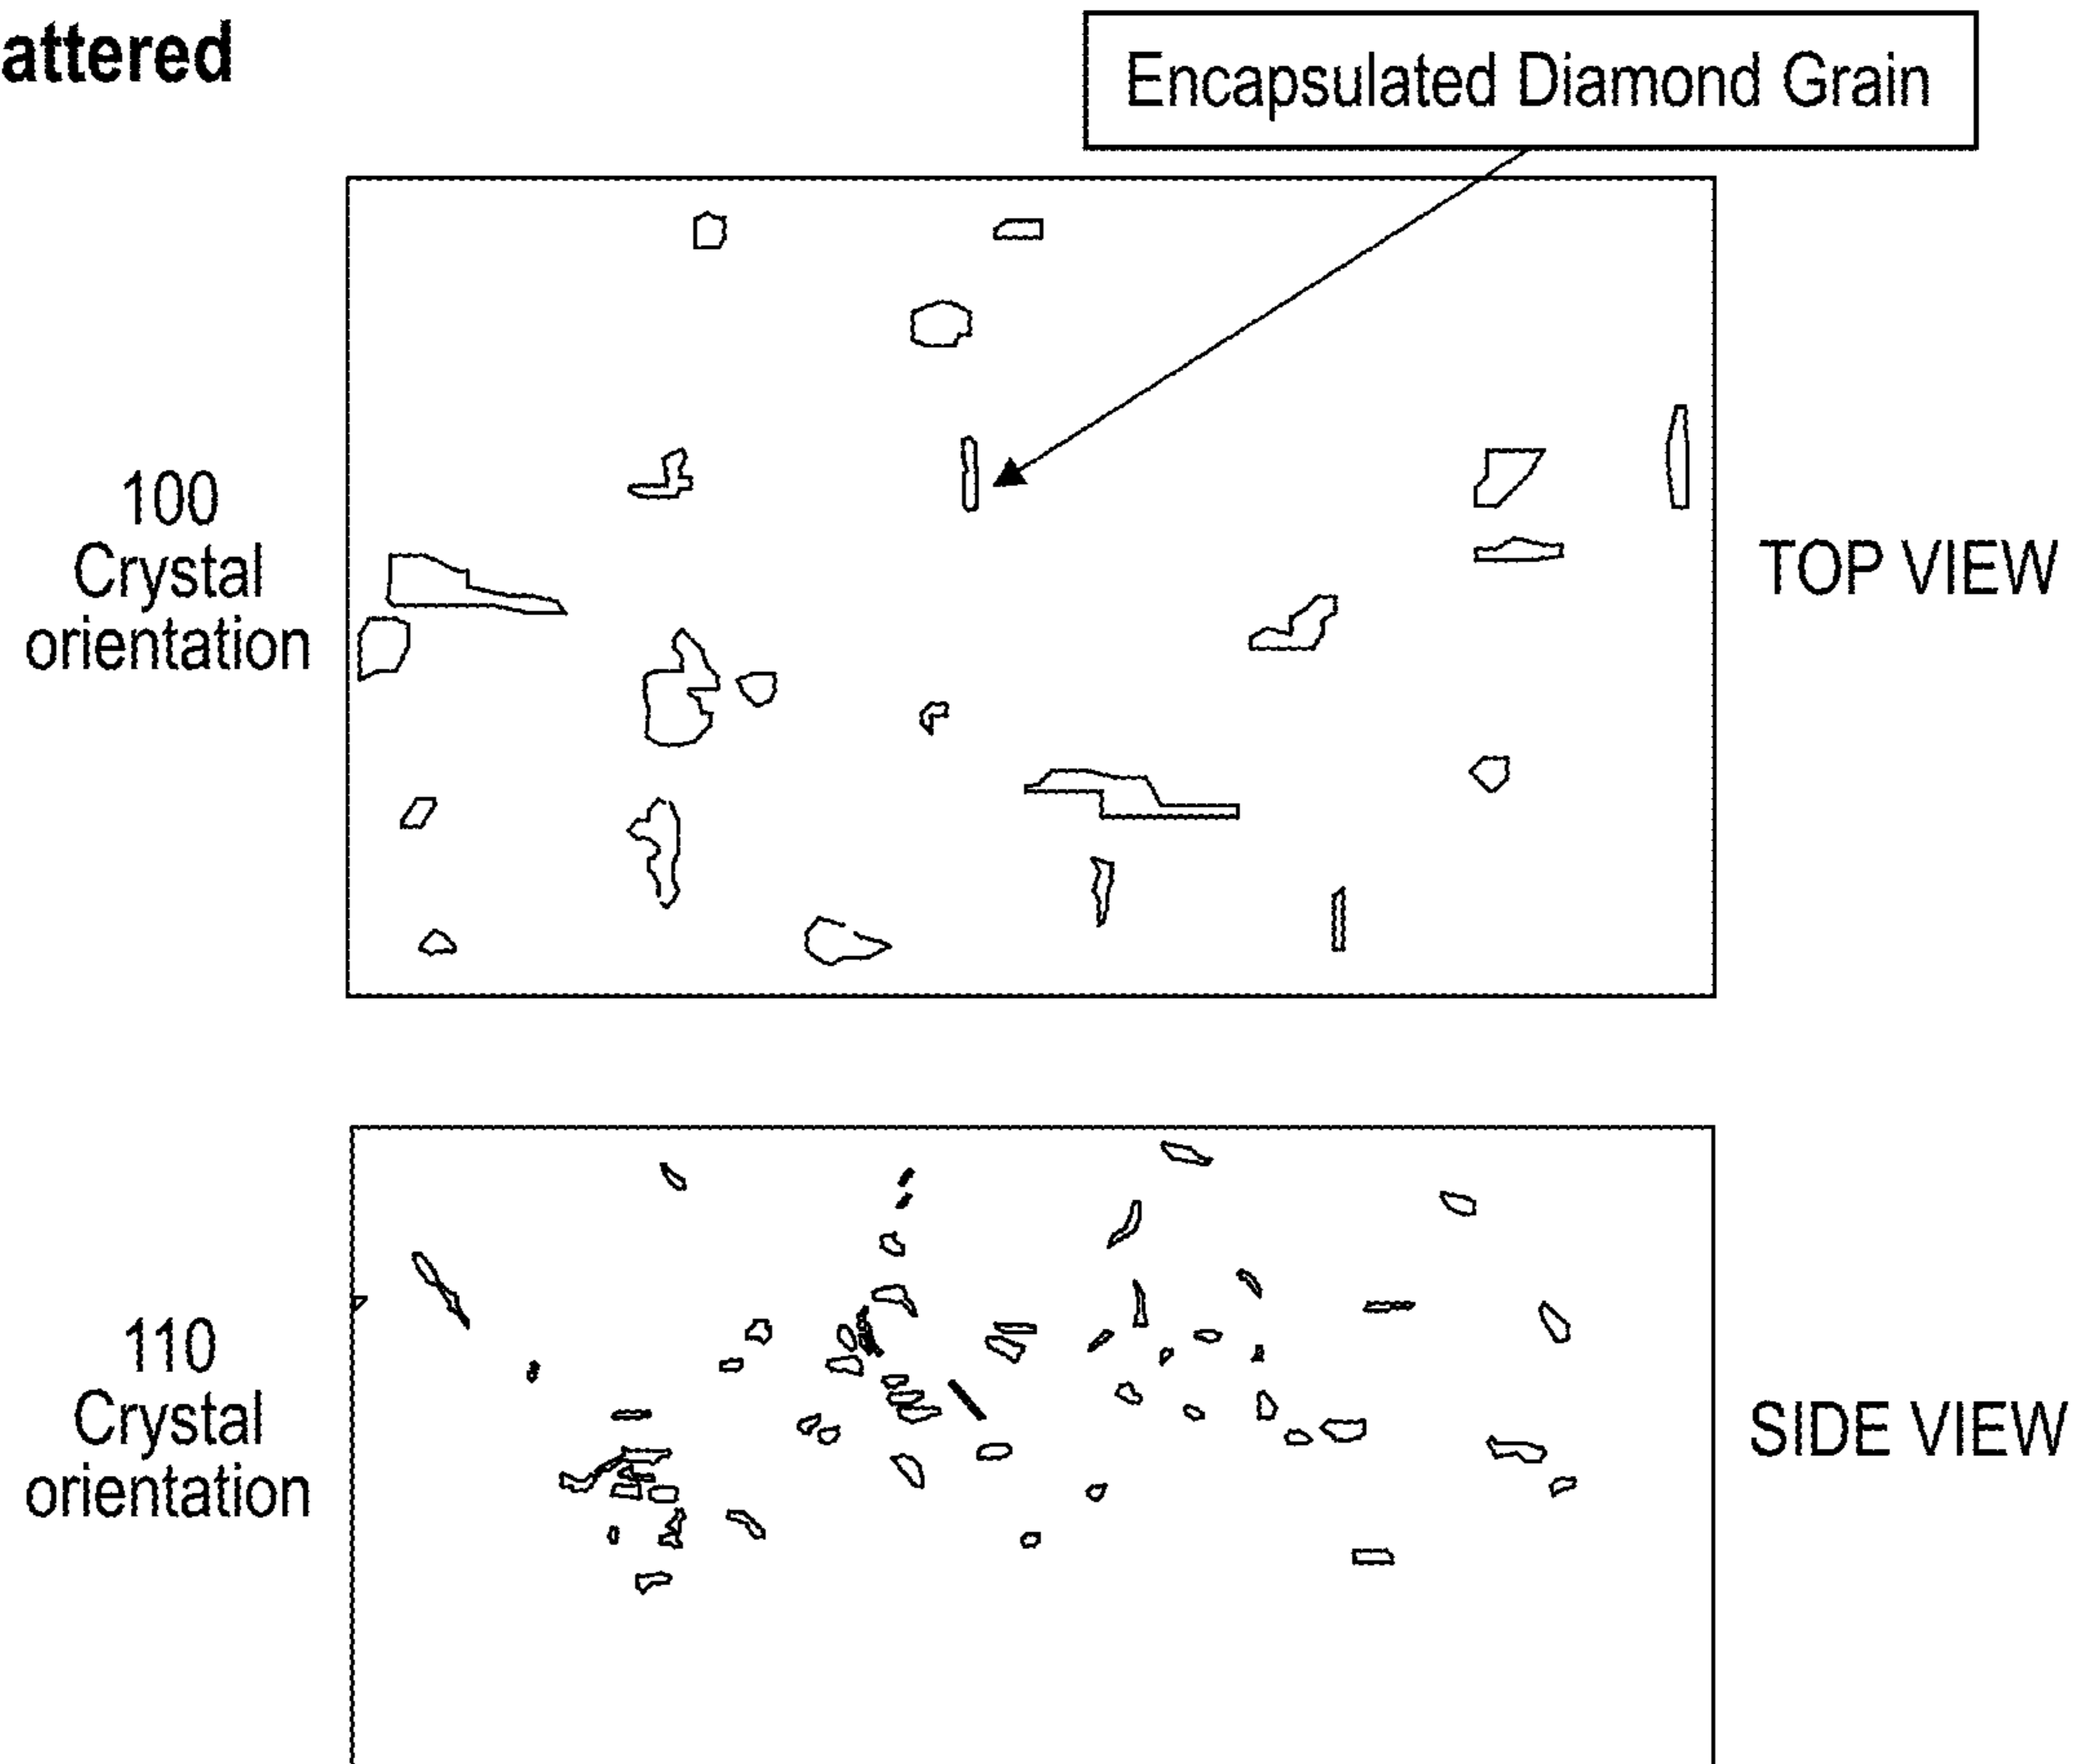 attered
Encapsulated Diamond Grain
100
Crystal
orientation
TOP VIEW
110
Crystal
orientation
SIDE VIEW